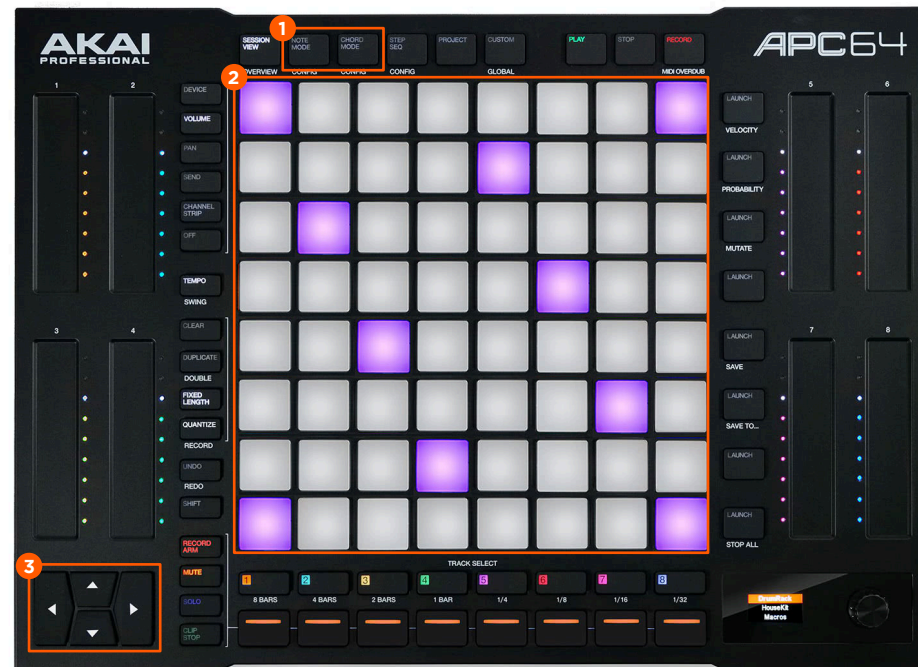 AKAI
PROFESSIONAL
1
SESSION
VIEW
NOTE
MODE
CHORD
MODE
STEP
SEQ
PROJECT
CUSTOM
PLAY
STOP
RECORD
APC64
OVERVIEW
CONFIG
CONFIG
CONFIG
GLOBAL
MIDI OVERDUB
2
1
2
DEVICE
VOLUME
PAN
SEND
CHANNEL
STRIP
OFF
TEMPO
SWING
3
4
CLEAR
DUPLICATE
DOUBLE
FIXED
LENGTH
QUANTIZE
RECORD
UNDO
REDO
SHIFT
RECORD
ARM
MUTE
SOLO
CLIP
STOP
3
LAUNCH
VELOCITY
LAUNCH
PROBABILITY
LAUNCH
MUTATE
LAUNCH
5
6
LAUNCH
SAVE
LAUNCH
SAVE TO...
LAUNCH
LAUNCH
STOP ALL
7
8
TRACK SELECT
1
2
3
4
5
6
7
8
8 BARS
4 BARS
2 BARS
1 BAR
1/4
1/8
1/16
1/32
DrumRack
HouseKit
Macros